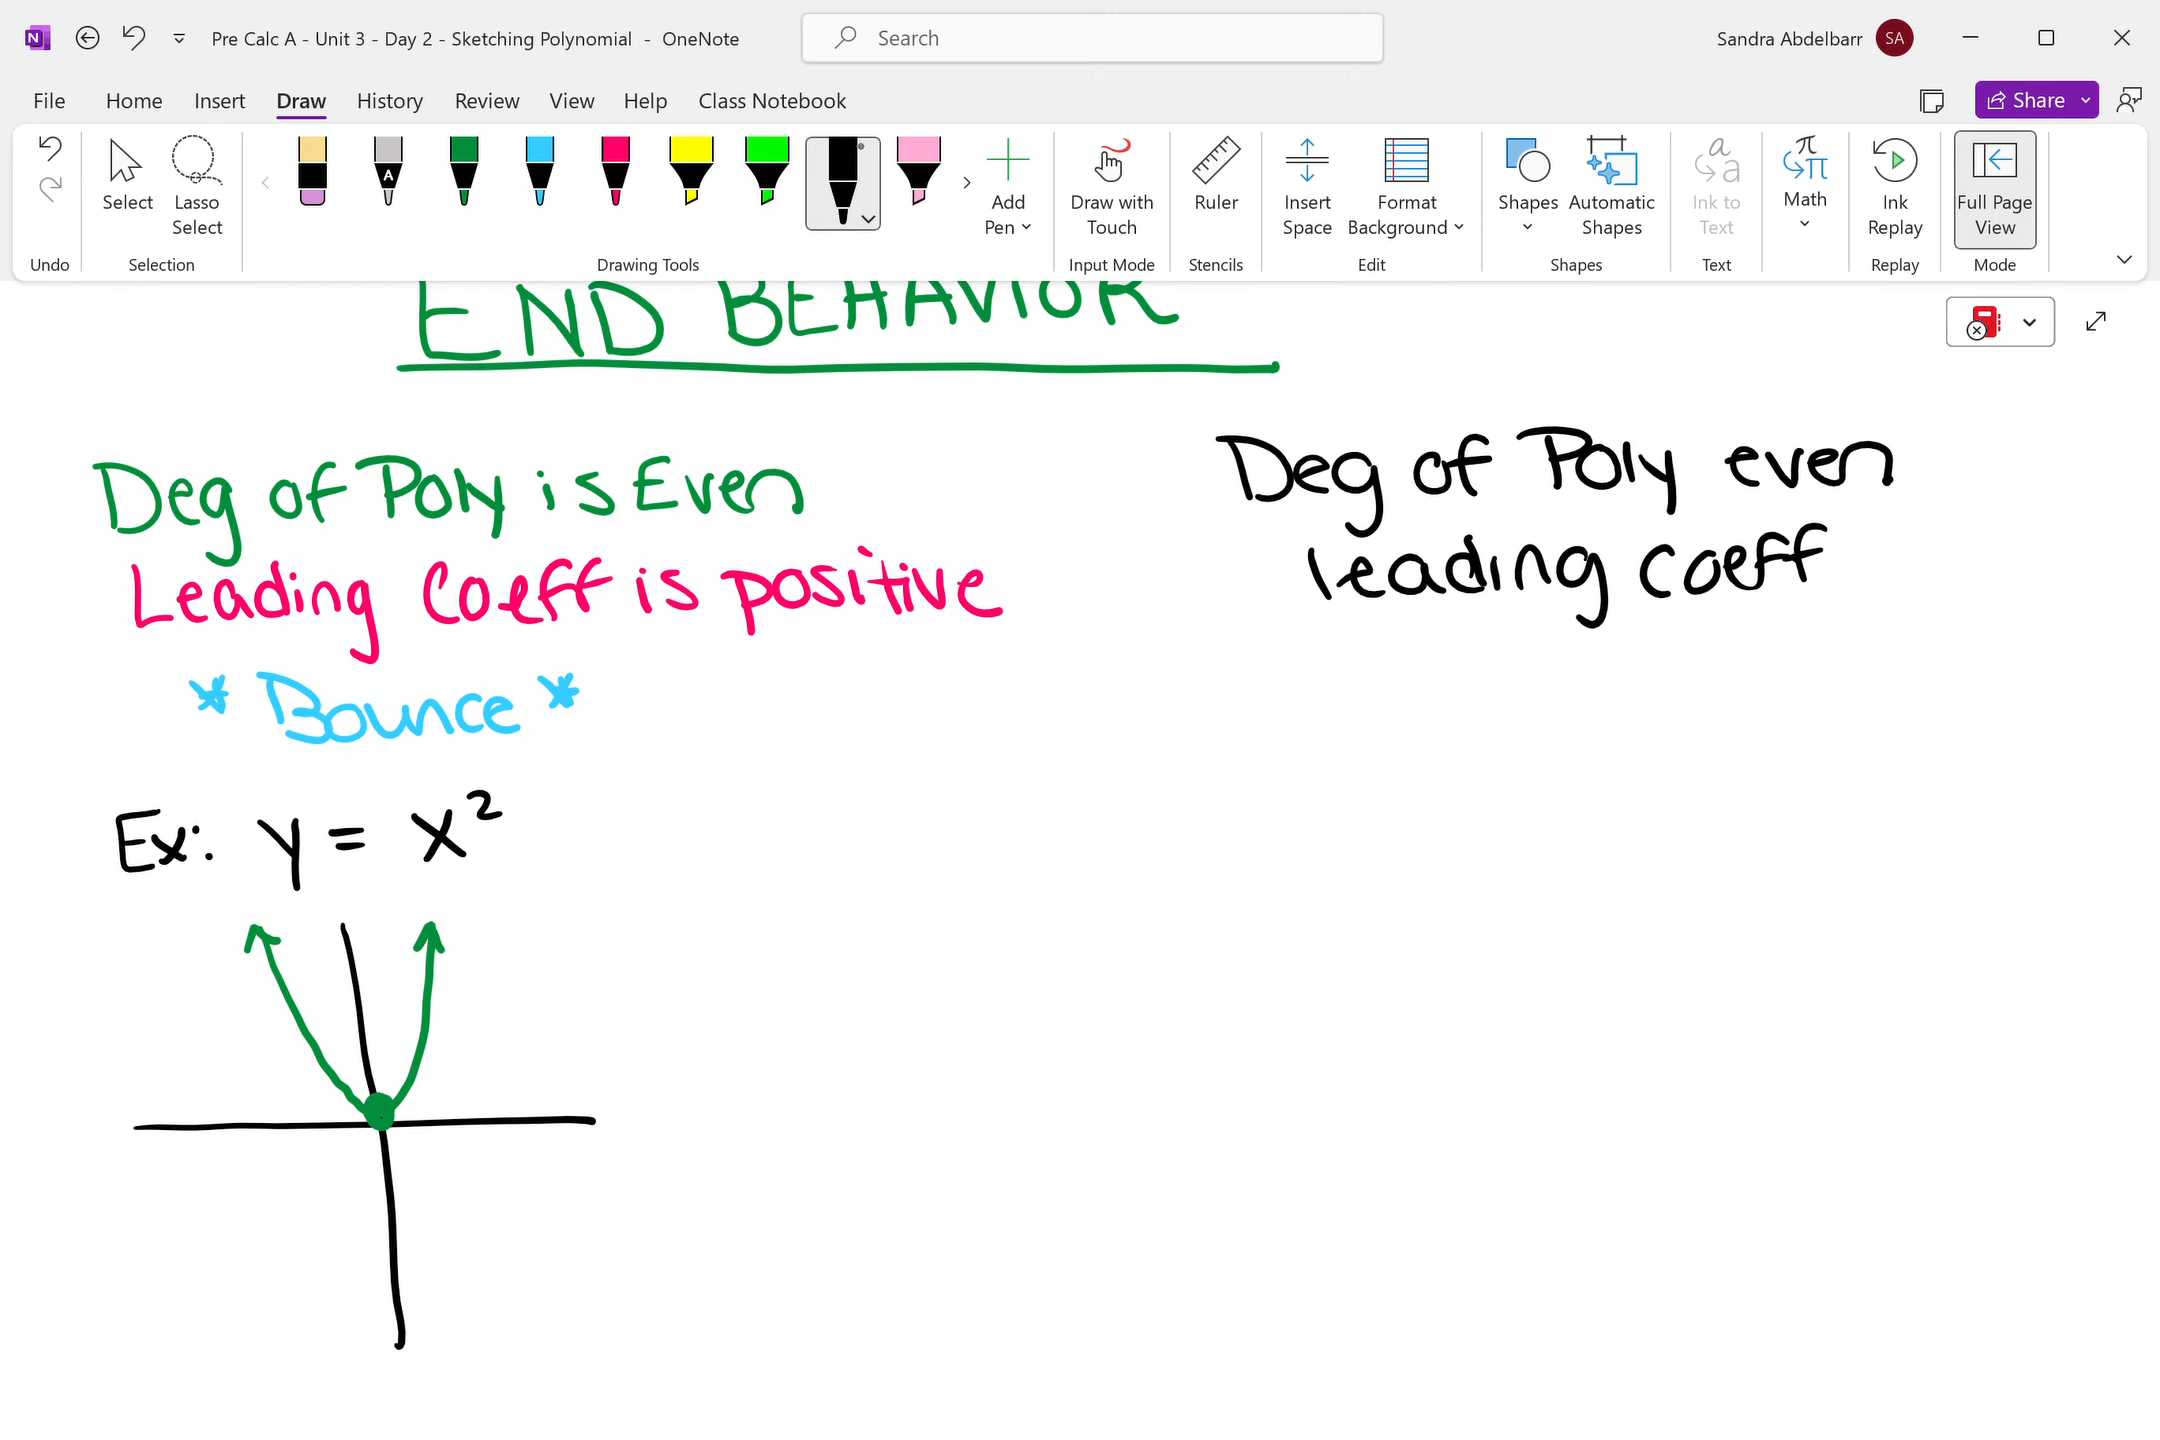 Pre Calc A - Unit 3 - Day 2 - Sketching Polynomial - OneNote
Search
Sandra Abdelbarr SA
File Home Insert Draw History Review View Help Class Notebook
Share
Select
Lasso Select
A
Add Pen
Draw with Touch
Ruler
Insert Space
Format Background
Shapes
Automatic Shapes
Ink to Text
Math
Ink Replay
Full Page View
Undo Selection Drawing Tools Input Mode Stencils Edit Shapes Text Replay Mode
END BEHAVIOR
Deg of Poly is Even
Leading Coeff is positive
* Bounce *
Ex: y = x²
Deg of Poly even
leading coeff